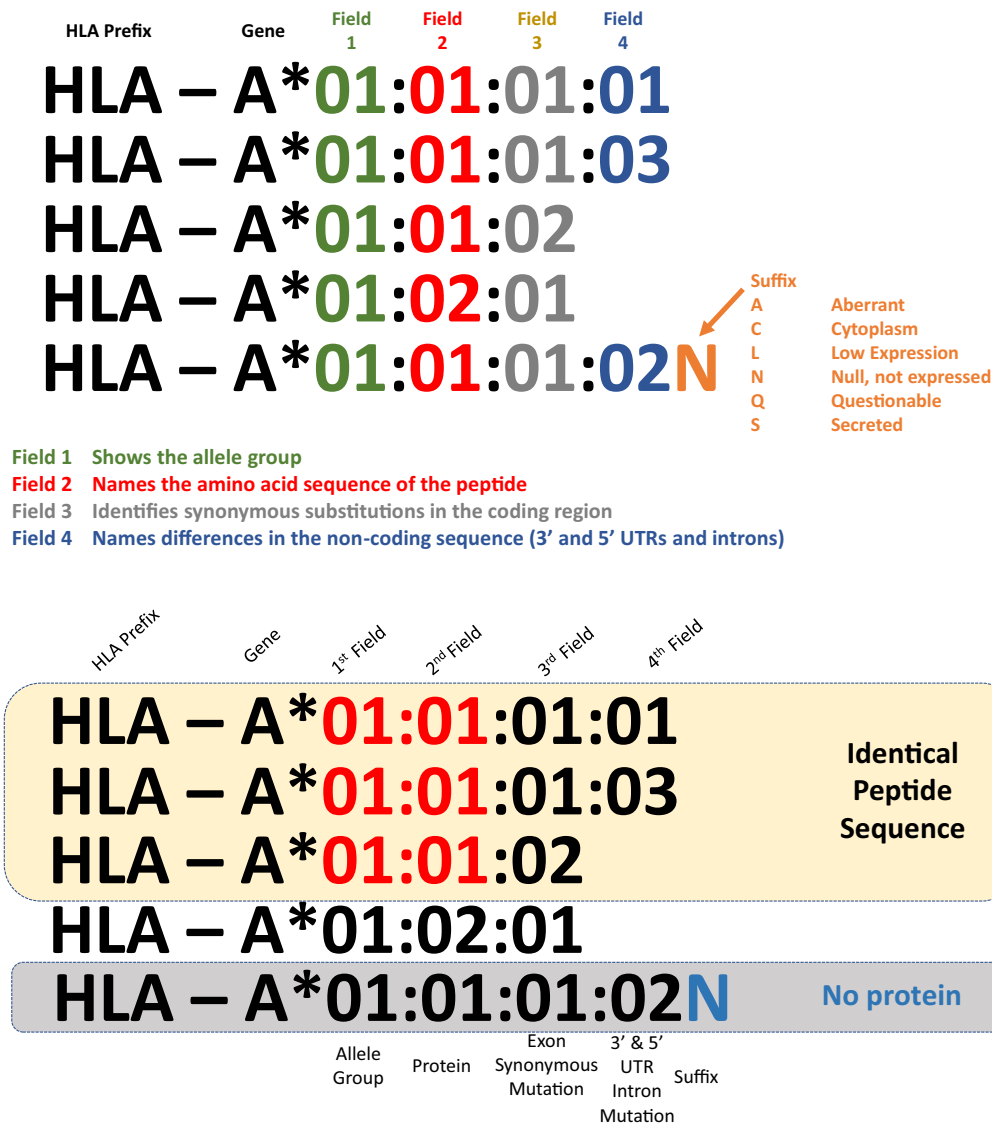 HLA Prefix Gene Field 1 Field 2 Field 3 Field 4
HLA – A*01:01:01:01
HLA – A*01:01:01:03
HLA – A*01:01:02
HLA – A*01:02:01
HLA – A*01:01:01:02N
Suffix
A Aberrant
C Cytoplasm
L Low Expression
N Null, not expressed
Q Questionable
S Secreted
Field 1 Shows the allele group
Field 2 Names the amino acid sequence of the peptide
Field 3 Identifies synonymous substitutions in the coding region
Field 4 Names differences in the non-coding sequence (3’ and 5’ UTRs and introns)
HLA Prefix Gene 1st Field 2nd Field 3rd Field 4th Field
HLA – A*01:01:01:01
HLA – A*01:01:01:03
HLA – A*01:01:02
Identical
Peptide
Sequence
HLA – A*01:02:01
HLA – A*01:01:01:02N No protein
Allele
Group
Protein
Exon
Synonymous
Mutation
3’ & 5’
UTR
Intron
Mutation
Suffix